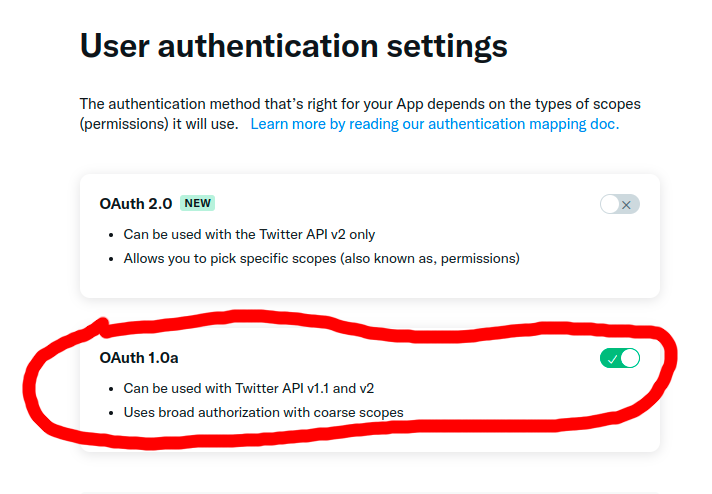 User authentication settings
The authentication method that's right for your App depends on the types of scopes
(permissions) it will use. Learn more by reading our authentication mapping doc.
OAuth 2.0 NEW
Can be used with the Twitter API v2 only
Allows you to pick specific scopes (also known as, permissions)
OAuth 1.0a
Can be used with Twitter API v1.1 and v2
Uses broad authorization with coarse scopes